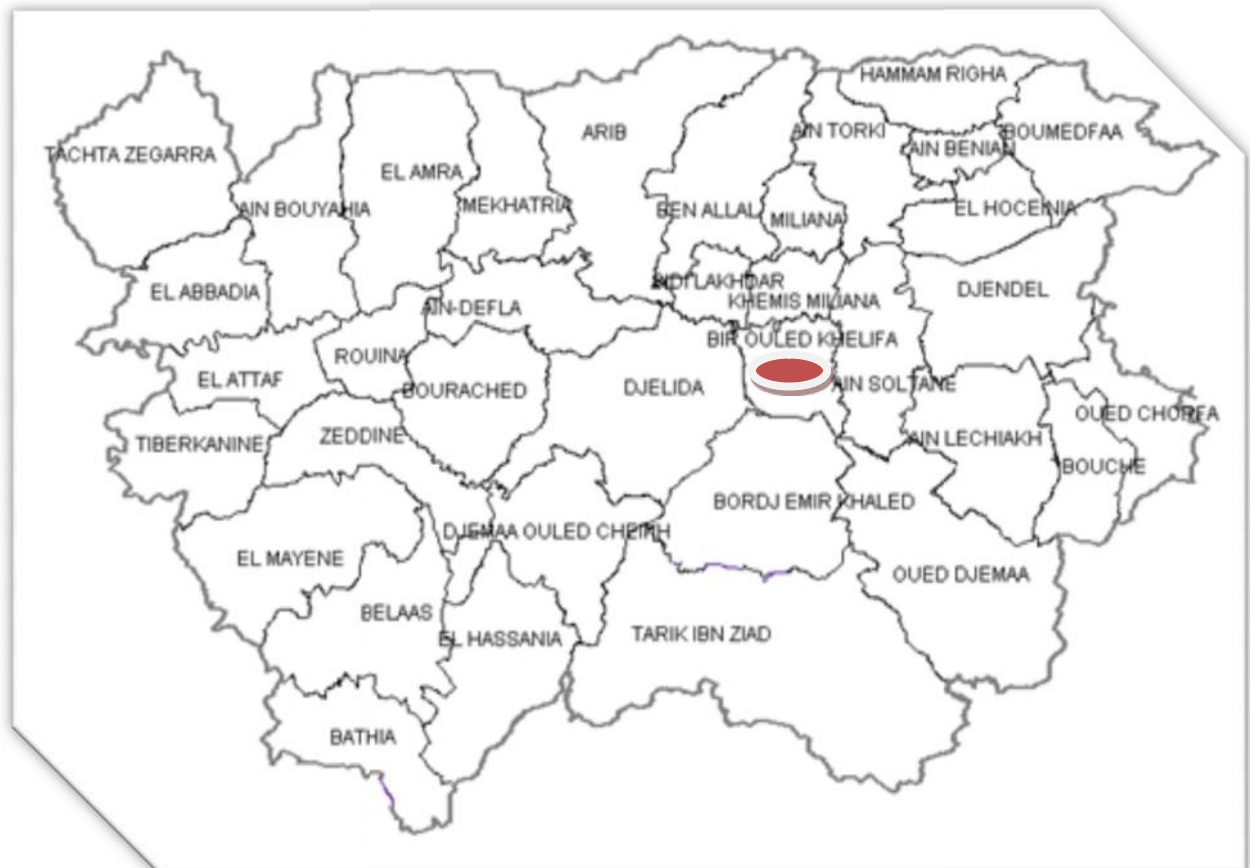 HAMMAM RIGHA
ARIB
AIN TORKI
BOUMEDFAA
AIN BENIAN
TACHTA ZEGARRA
EL AMRA
MEKHATRIA
AIN BOUYAHIA
BEN ALLAL
MILIANA
EL HOCEINIA
SIDI LAKHDAR
EL ABBADIA
DJENDEL
KHEMIS MILIANA
AIN-DEFLA
BIR OULED KHELIFA
ROUINA
EL ATTAF
BOURACHED
DJELIDA
AIN SOLTANE
OUED CHORFA
TIBERKANINE
ZEDDINE
AIN LECHIAKH
BOUCHE
BORDJ EMIR KHALED
DJEMAA OULED CHEIKH
EL MAYENE
OUED DJEMAA
BELAAS
EL HASSANIA
TARIK IBN ZIAD
BATHIA